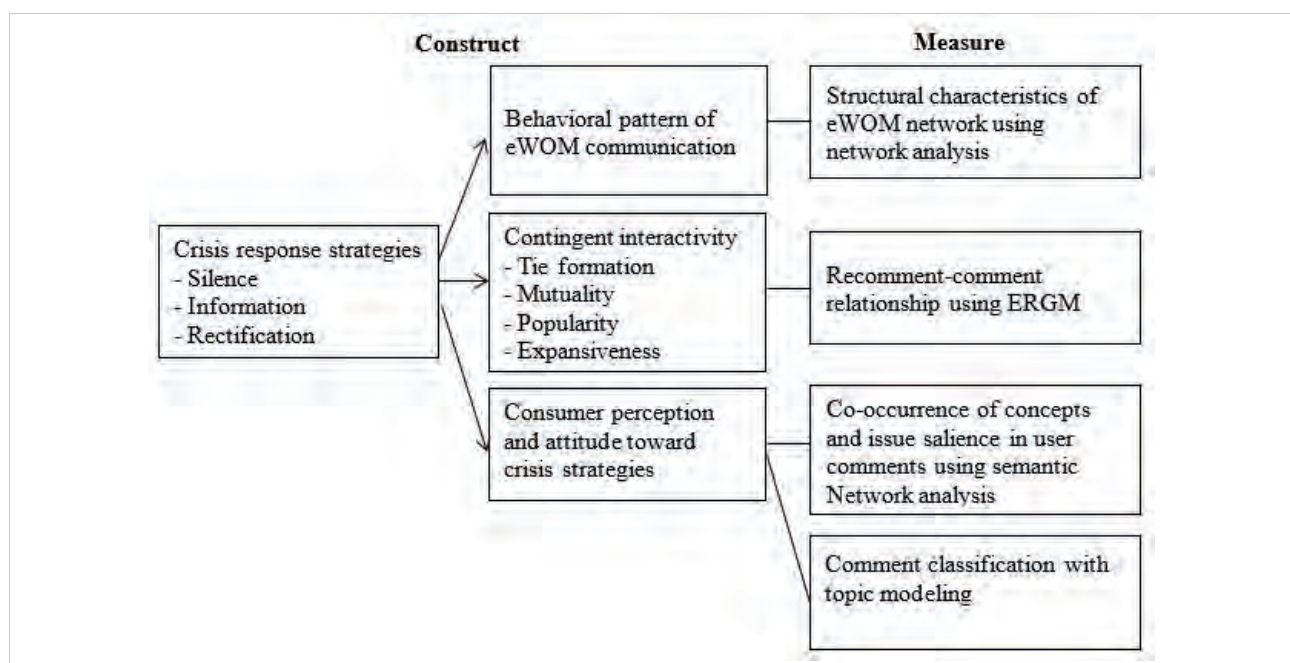 Construct
Measure
Crisis response strategies
- Silence
- Information
- Rectification
Behavioral pattern of
eWOM communication
Contingent interactivity
- Tie formation
- Mutuality
- Popularity
- Expansiveness
Consumer perception
and attitude toward
crisis strategies
Structural characteristics of
eWOM network using
network analysis
Recomment-comment
relationship using ERGM
Co-occurrence of concepts
and issue salience in user
comments using semantic
Network analysis
Comment classification with
topic modeling